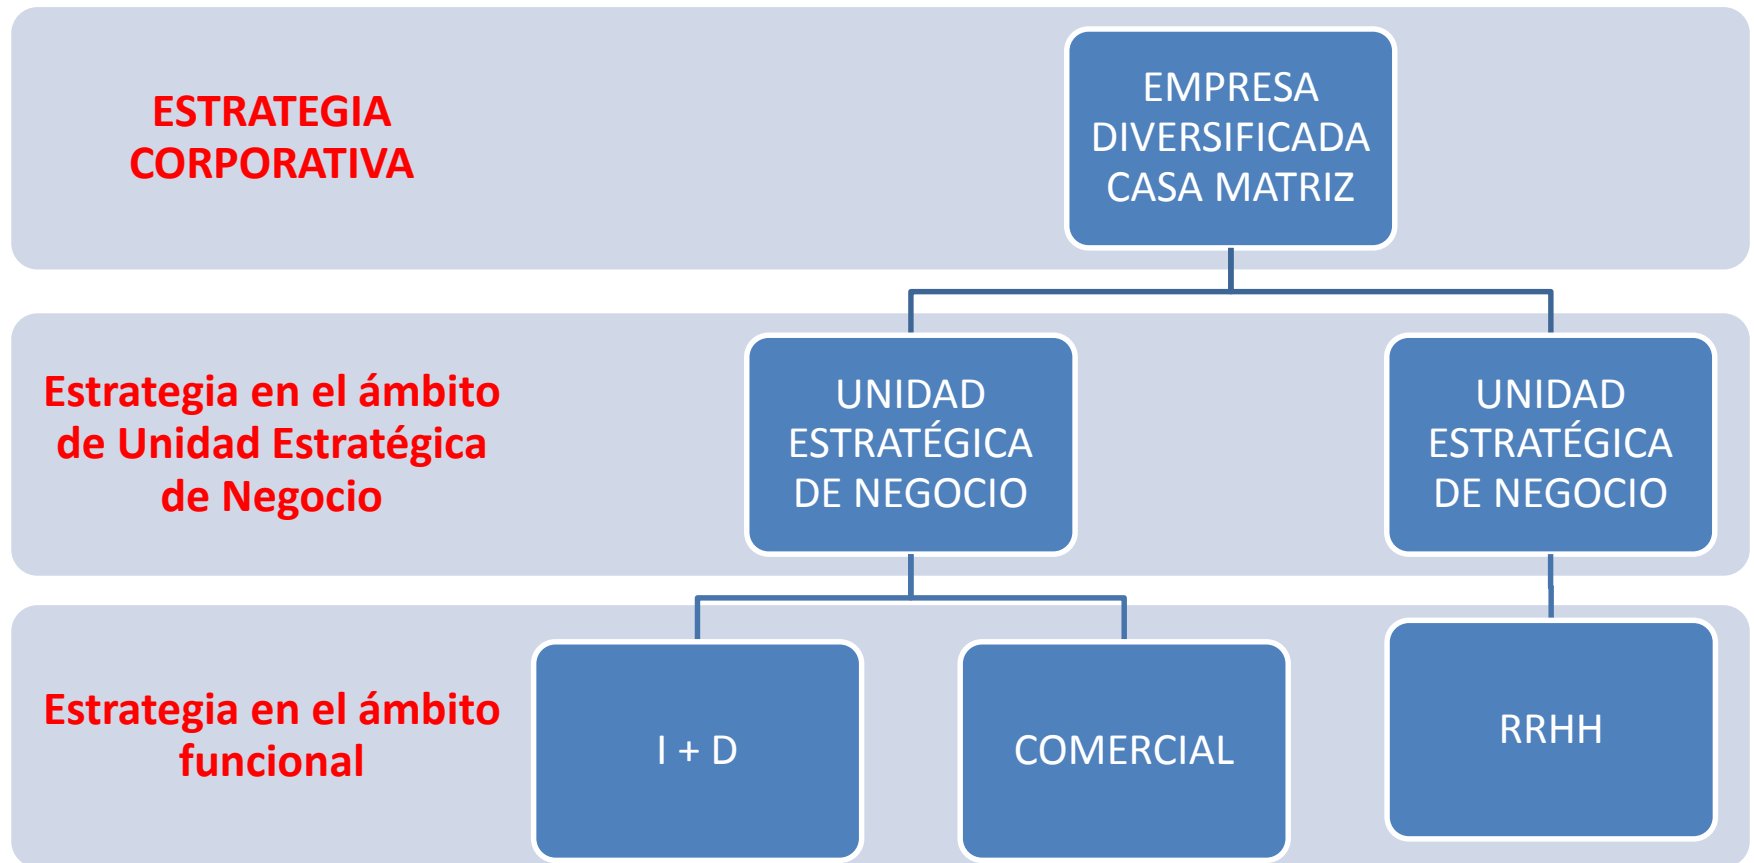 ESTRATEGIA
CORPORATIVA
EMPRESA
DIVERSIFICADA
CASA MATRIZ
Estrategia en el ámbito
de Unidad Estratégica
de Negocio
UNIDAD
ESTRATÉGICA
DE NEGOCIO
UNIDAD
ESTRATÉGICA
DE NEGOCIO
Estrategia en el ámbito
funcional
I + D
COMERCIAL
RRHH